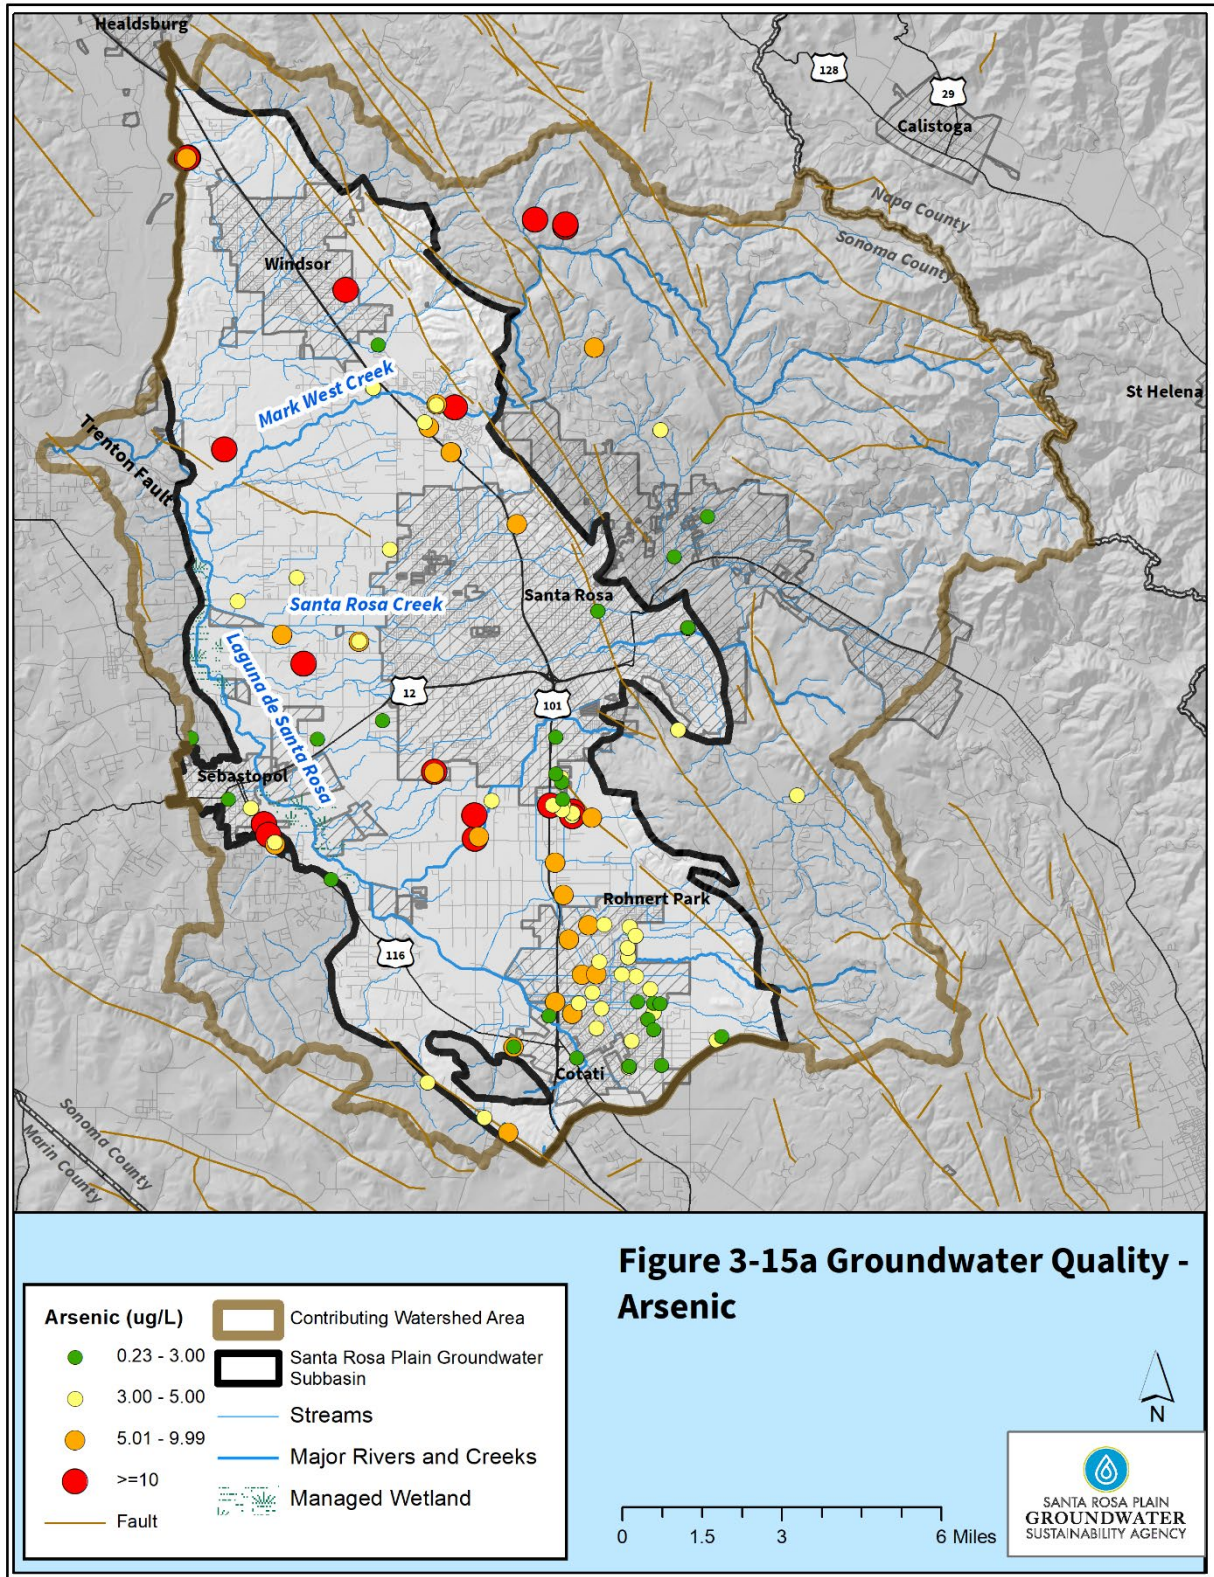 Healdsburg
128
29
Calistoga
Napa County
Sonoma County
Windsor
Mark West Creek
St Helena
Trenton Fault
Santa Rosa
Santa Rosa Creek
Laguna de Santa Rosa
12
101
Sebastopol
Rohnert Park
116
Cotati
Sonoma County
Marin County
Figure 3-15a Groundwater Quality -
Arsenic
Arsenic (ug/L)
0.23 - 3.00
3.00 - 5.00
5.01 - 9.99
>=10
Fault
Contributing Watershed Area
Santa Rosa Plain Groundwater
Subbasin
Streams
Major Rivers and Creeks
Managed Wetland
N
0 1.5 3 6 Miles
SANTA ROSA PLAIN
GROUNDWATER
SUSTAINABILITY AGENCY